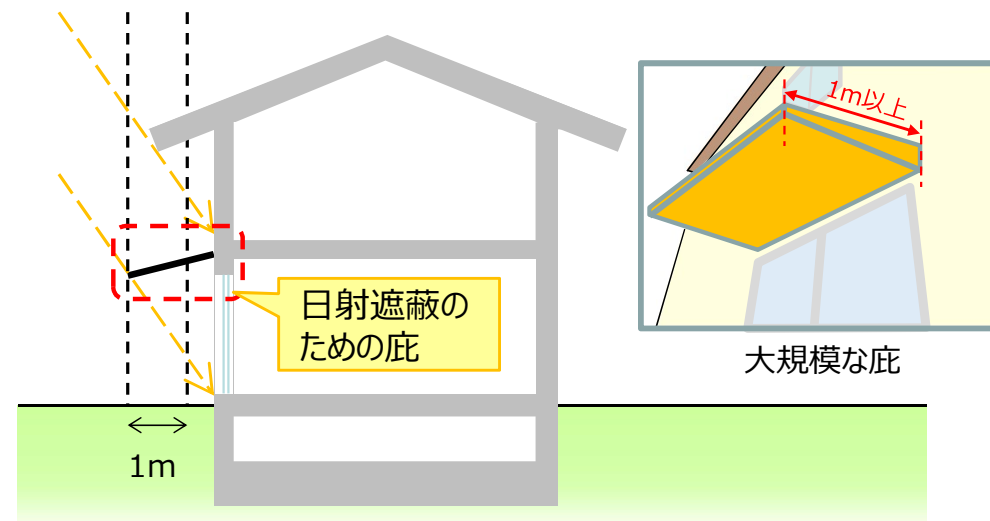 1m以上
日射遮蔽の
ための庇
大規模な庇
1m